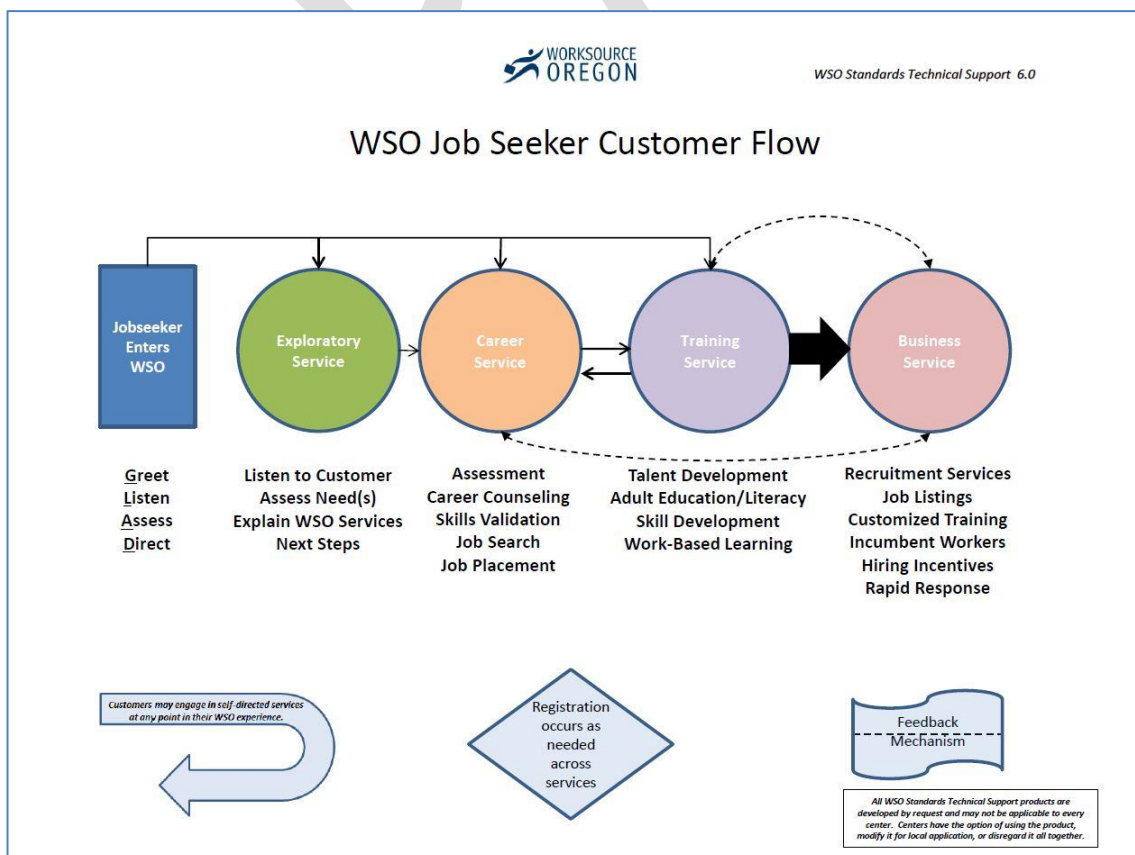 WORKSOURCE
OREGON
WSO Standards Technical Support 6.0
WSO Job Seeker Customer Flow
Jobseeker
Enters
WSO
Exploratory
Service
Career
Service
Training
Service
Business
Service
Greet
Listen
Assess
Direct
Listen to Customer
Assess Need(s)
Explain WSO Services
Next Steps
Assessment
Career Counseling
Skills Validation
Job Search
Job Placement
Talent Development
Adult Education/Literacy
Skill Development
Work-Based Learning
Recruitment Services
Job Listings
Customized Training
Incumbent Workers
Hiring Incentives
Rapid Response
Customers may engage in self-directed services
at any point in their WSO experience.
Registration
occurs as
needed
across
services
Feedback
Mechanism
All WSO Standards Technical Support products are
developed by request and may not be applicable to every
center. Centers have the option of using the product,
modify it for local application, or disregard it all together.